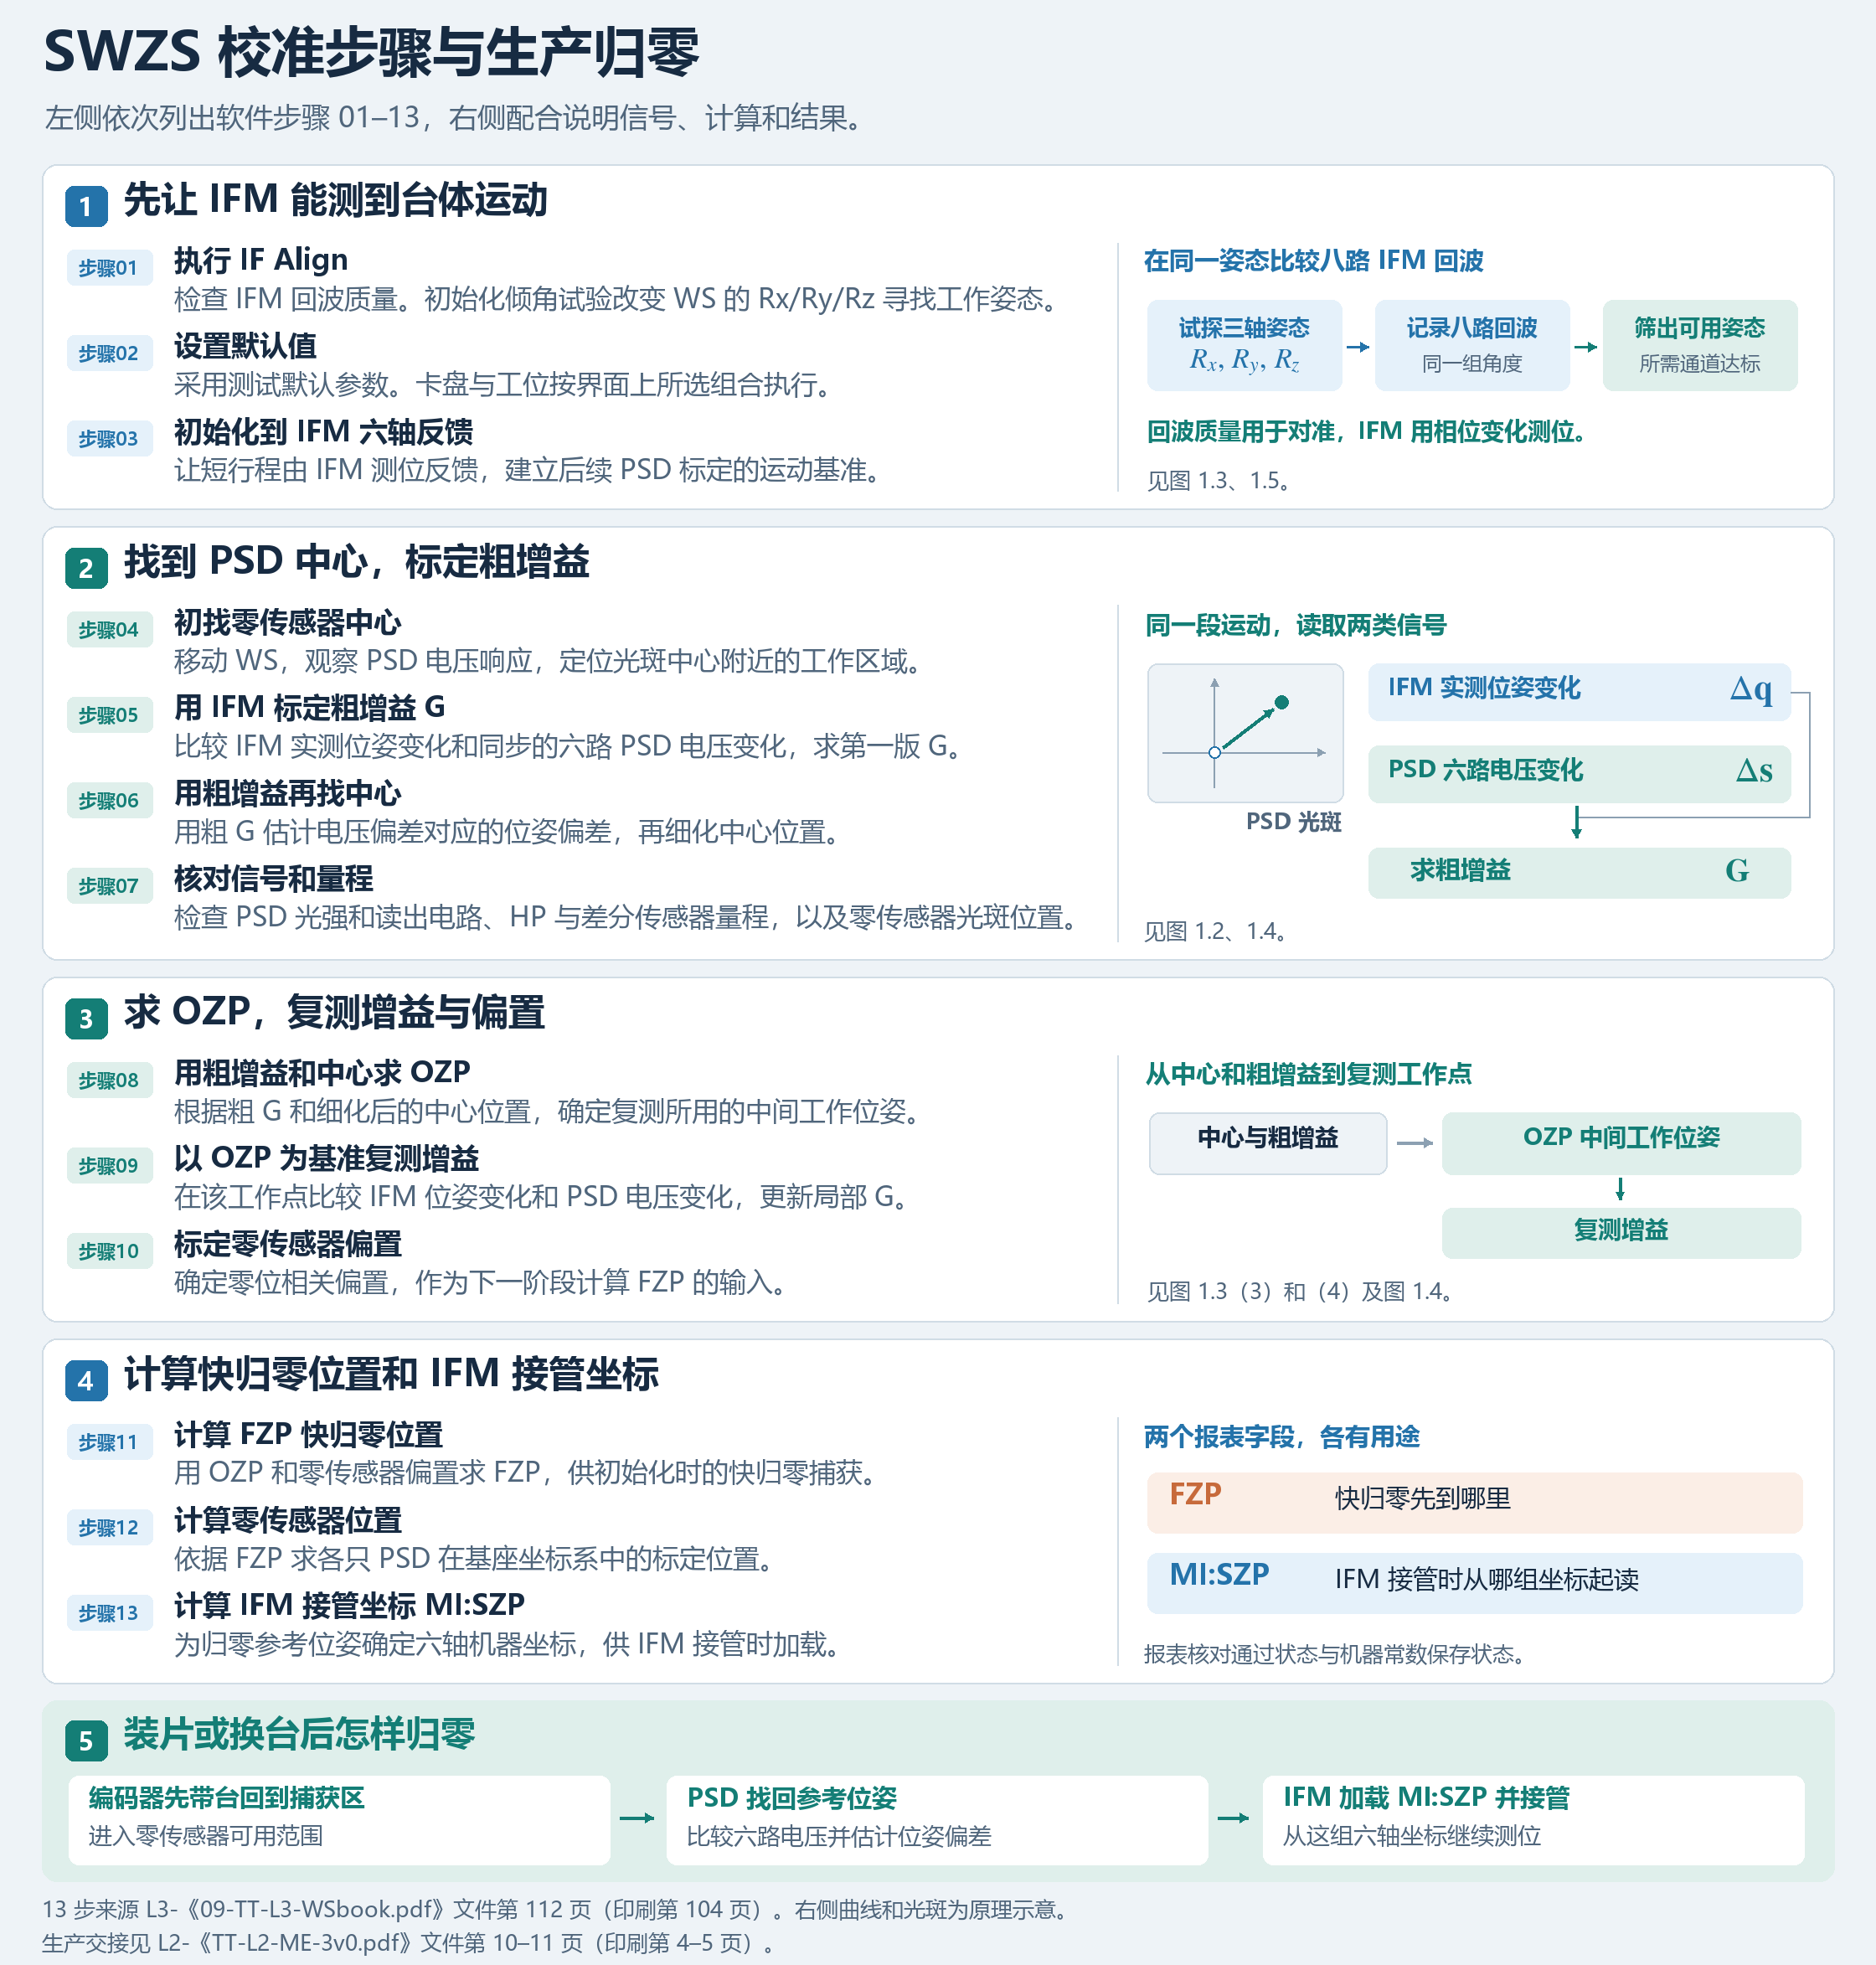 SWZS 校准步骤与生产归零
左侧依次列出软件步骤 01–13，右侧配合说明信号、计算和结果。
1 先让 IFM 能测到台体运动
步骤01 执行 IF Align
检查 IFM 回波质量。初始化倾角试验改变 WS 的 Rx/Ry/Rz 寻找工作姿态。
步骤02 设置默认值
采用测试默认参数。卡盘与工位按界面上所选组合执行。
步骤03 初始化到 IFM 六轴反馈
让短行程由 IFM 测位反馈，建立后续 PSD 标定的运动基准。
在同一姿态比较八路 IFM 回波
试探三轴姿态
Rx, Ry, Rz
记录八路回波
同一组角度
筛出可用姿态
所需通道达标
回波质量用于对准，IFM 用相位变化测位。
见图 1.3、1.5。
2 找到 PSD 中心，标定粗增益
步骤04 初找零传感器中心
移动 WS，观察 PSD 电压响应，定位光斑中心附近的工作区域。
步骤05 用 IFM 标定粗增益 G
比较 IFM 实测位姿变化和同步的六路 PSD 电压变化，求第一版 G。
步骤06 用粗增益再找中心
用粗 G 估计电压偏差对应的位姿偏差，再细化中心位置。
步骤07 核对信号和量程
检查 PSD 光强和读出电路、HP 与差分传感器量程，以及零传感器光斑位置。
同一段运动，读取两类信号
PSD 光斑
IFM 实测位姿变化 Δq
PSD 六路电压变化 Δs
求粗增益 G
见图 1.2、1.4。
3 求 OZP，复测增益与偏置
步骤08 用粗增益和中心求 OZP
根据粗 G 和细化后的中心位置，确定复测所用的中间工作位姿。
步骤09 以 OZP 为基准复测增益
在该工作点比较 IFM 位姿变化和 PSD 电压变化，更新局部 G。
步骤10 标定零传感器偏置
确定零位相关偏置，作为下一阶段计算 FZP 的输入。
从中心和粗增益到复测工作点
中心与粗增益
OZP 中间工作位姿
复测增益
见图 1.3（3）和（4）及图 1.4。
4 计算快归零位置和 IFM 接管坐标
步骤11 计算 FZP 快归零位置
用 OZP 和零传感器偏置求 FZP，供初始化时的快归零捕获。
步骤12 计算零传感器位置
依据 FZP 求各只 PSD 在基座坐标系中的标定位置。
步骤13 计算 IFM 接管坐标 MI:SZP
为归零参考位姿确定六轴机器坐标，供 IFM 接管时加载。
两个报表字段，各有用途
FZP 快归零先到哪里
MI:SZP IFM 接管时从哪组坐标起读
报表核对通过状态与机器常数保存状态。
5 装片或换台后怎样归零
编码器先带台回到捕获区
进入零传感器可用范围
PSD 找回参考位姿
比较六路电压并估计位姿偏差
IFM 加载 MI:SZP 并接管
从这组六轴坐标继续测位
13 步来源 L3-《09-TT-L3-WSbook.pdf》文件第 112 页（印刷第 104 页）。右侧曲线和光斑为原理示意。
生产交接见 L2-《TT-L2-ME-3v0.pdf》文件第 10–11 页（印刷第 4–5 页）。